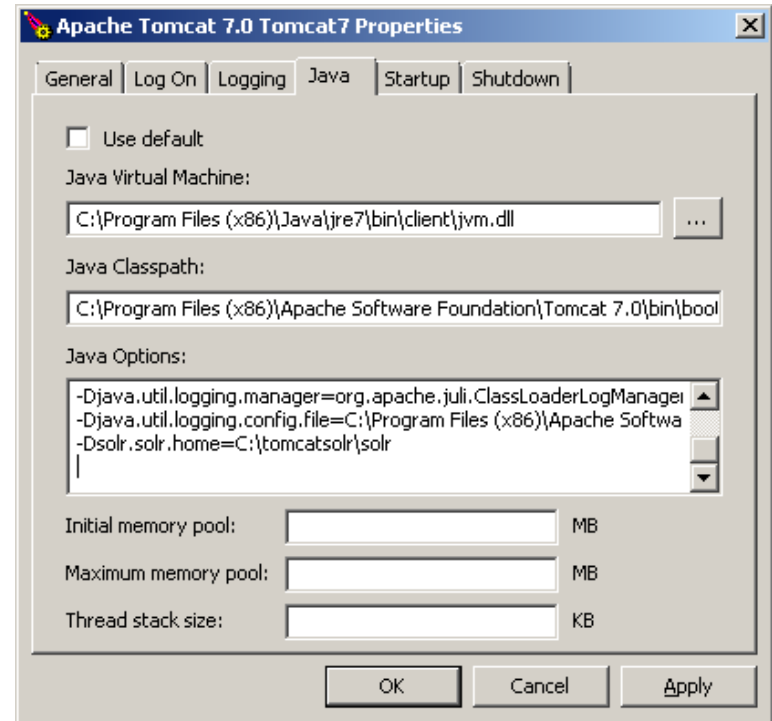 Apache Tomcat 7.0 Tomcat7 Properties
General Log On Logging Java Startup Shutdown
Use default
Java Virtual Machine:
C:\Program Files (x86)\Java\jre7\bin\client\jvm.dll
...
Java Classpath:
C:\Program Files (x86)\Apache Software Foundation\Tomcat 7.0\bin\boot
Java Options:
-Djava.util.logging.manager=org.apache.juli.ClassLoaderLogManager
-Djava.util.logging.config.file=C:\Program Files (x86)\Apache Softwa
-Dsolr.solr.home=C:\tomcatsolr\solr
Initial memory pool: MB
Maximum memory pool: MB
Thread stack size: KB
OK Cancel Apply